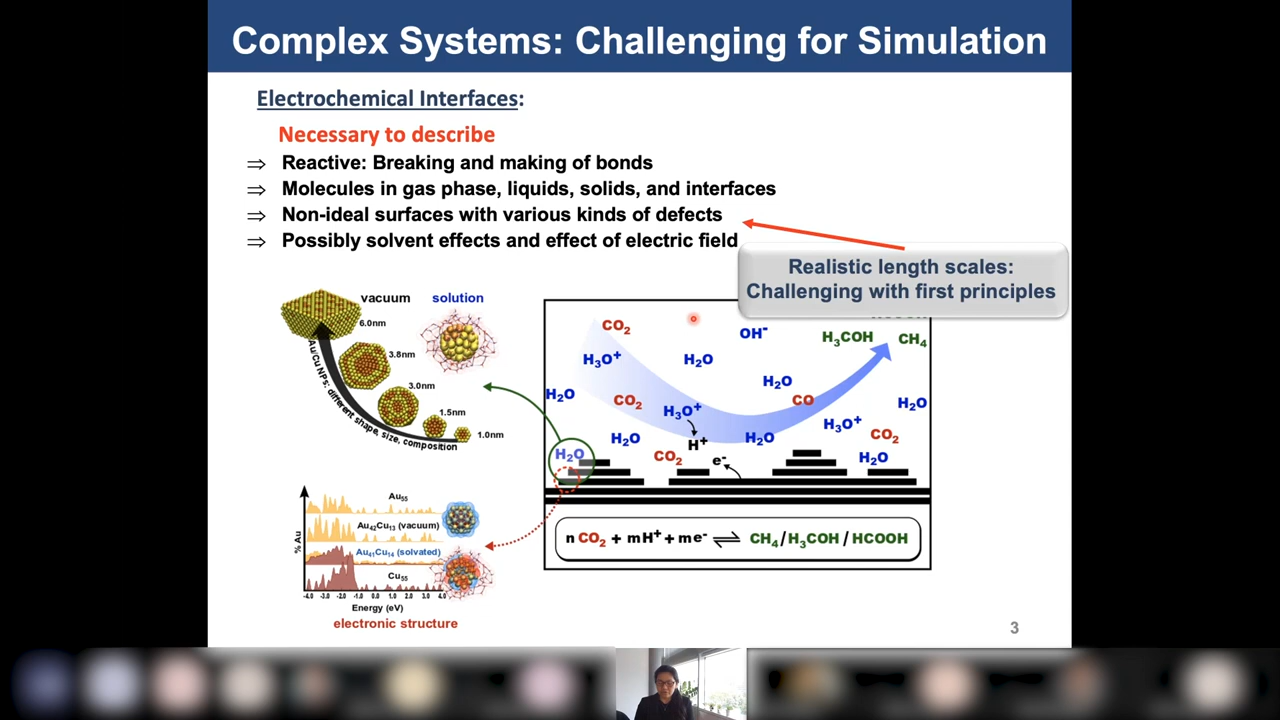 Complex Systems: Challenging for Simulation
Electrochemical Interfaces:
Necessary to describe
⇒ Reactive: Breaking and making of bonds
⇒ Molecules in gas phase, liquids, solids, and interfaces
⇒ Non-ideal surfaces with various kinds of defects
⇒ Possibly solvent effects and effect of electric field
Realistic length scales:
Challenging with first principles
vacuum solution
6.0nm
3.8nm
3.0nm
1.5nm
1.0nm
Au/Cu NPs: different shape, size, composition
% Au
Au₅₅
Au₄₂Cu₁₃ (vacuum)
Au₄₁Cu₁₄ (solvated)
Cu₅₅
-4.0 -3.0 -2.0 -1.0 0.0 1.0 2.0 3.0 4.0
Energy (eV)
electronic structure
CO₂ OH⁻ H₃COH CH₄
H₃O⁺ H₂O
H₂O CO₂ H₃O⁺ H₂O CO H₂O
H₂O H⁺ H₂O H₃O⁺ CO₂
H₂O CO₂ e⁻ H₂O
n CO₂ + mH⁺ + me⁻ ⇌ CH₄/H₃COH/HCOOH
3